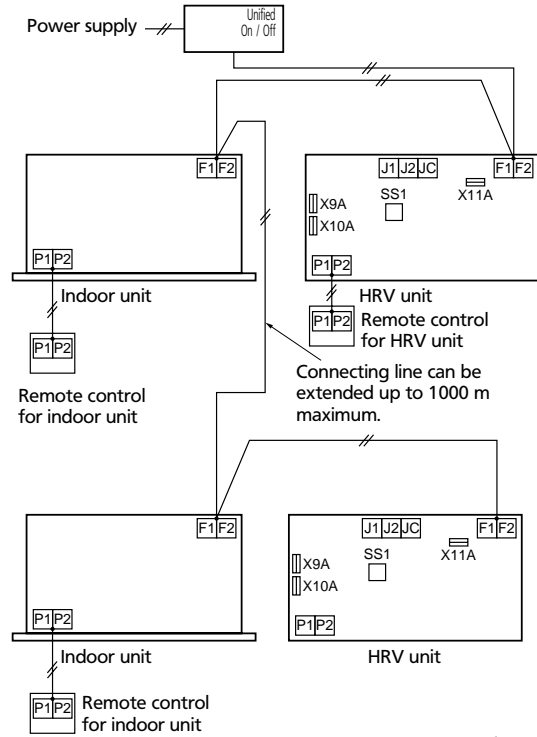 Power supply
Unified
On / Off
F1 F2
J1 J2 JC
F1 F2
SS1
X11A
X9A
X10A
P1 P2
P1 P2
Indoor unit
HRV unit
P1 P2
P1 P2
Remote control
for HRV unit
Remote control
for indoor unit
Connecting line can be
extended up to 1000 m
maximum.
F1 F2
J1 J2 JC
F1 F2
SS1
X11A
X9A
X10A
P1 P2
P1 P2
Indoor unit
HRV unit
P1 P2
Remote control
for indoor unit